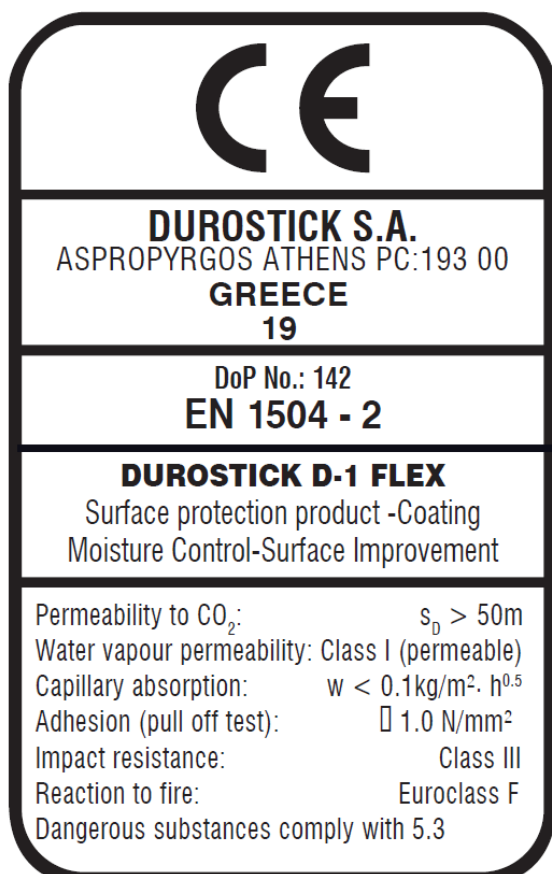 CE
DUROSTICK S.A.
ASPROPYRGOS ATHENS PC:193 00
GREECE
19
DoP No.: 142
EN 1504 - 2
DUROSTICK D-1 FLEX
Surface protection product -Coating
Moisture Control-Surface Improvement
Permeability to CO₂: s_D > 50m
Water vapour permeability: Class I (permeable)
Capillary absorption: w < 0.1kg/m²· h⁰·⁵
Adhesion (pull off test): ▯ 1.0 N/mm²
Impact resistance: Class III
Reaction to fire: Euroclass F
Dangerous substances comply with 5.3